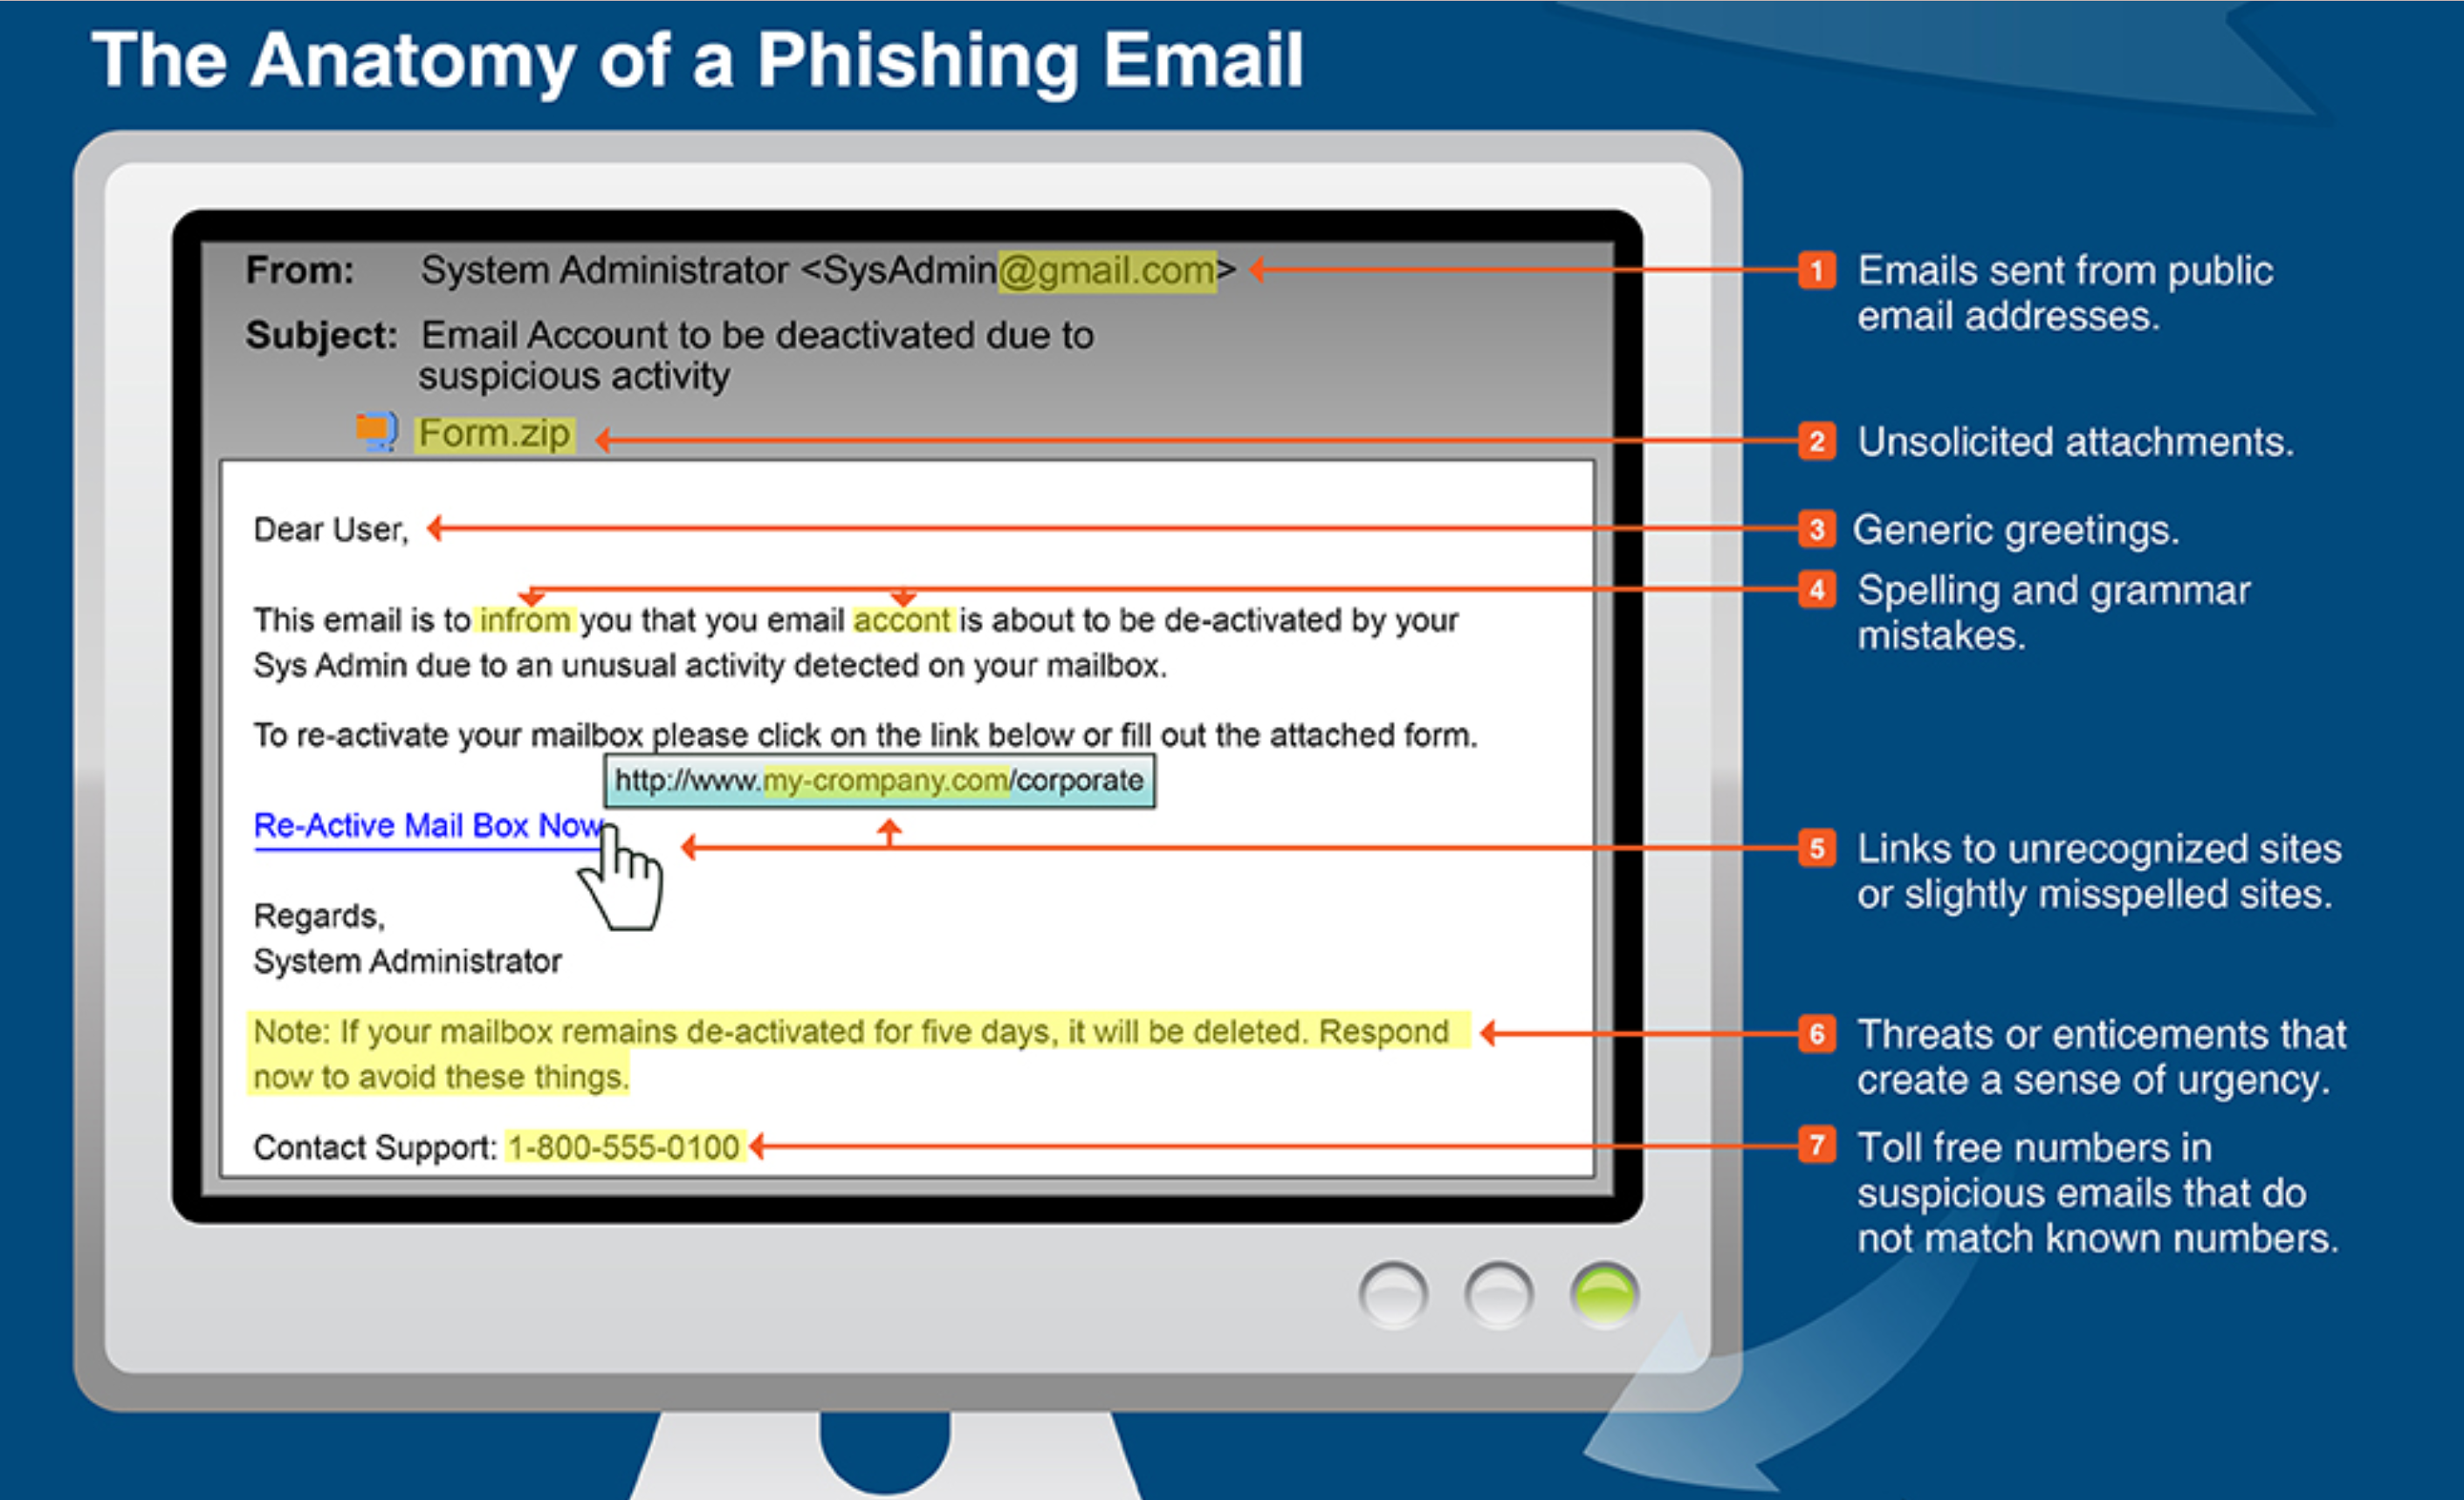 The Anatomy of a Phishing Email
From: System Administrator <SysAdmin@gmail.com>
Subject: Email Account to be deactivated due to
suspicious activity
Form.zip
Dear User,
This email is to infrom you that you email accont is about to be de-activated by your
Sys Admin due to an unusual activity detected on your mailbox.
To re-activate your mailbox please click on the link below or fill out the attached form.
http://www.my-crompany.com/corporate
Re-Active Mail Box Now
Regards,
System Administrator
Note: If your mailbox remains de-activated for five days, it will be deleted. Respond
now to avoid these things.
Contact Support: 1-800-555-0100
1 Emails sent from public
email addresses.
2 Unsolicited attachments.
3 Generic greetings.
4 Spelling and grammar
mistakes.
5 Links to unrecognized sites
or slightly misspelled sites.
6 Threats or enticements that
create a sense of urgency.
7 Toll free numbers in
suspicious emails that do
not match known numbers.